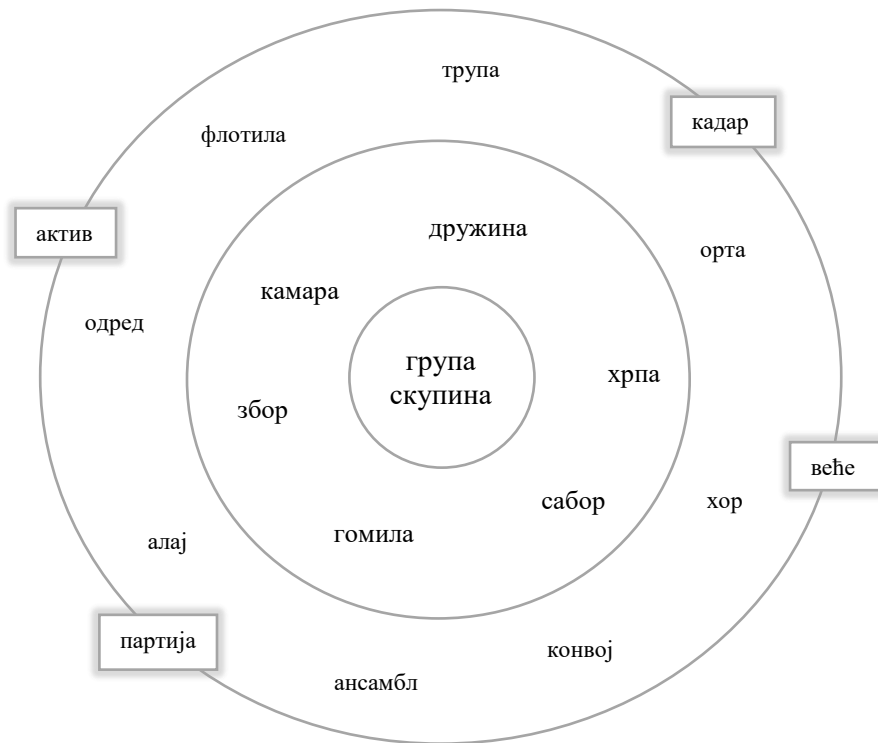 трупа
кадар
флотила
актив
дружина
орта
камара
одред
група
скупина
хрпа
збор
веће
сабор
хор
гомила
алај
партија
конвој
ансамбл